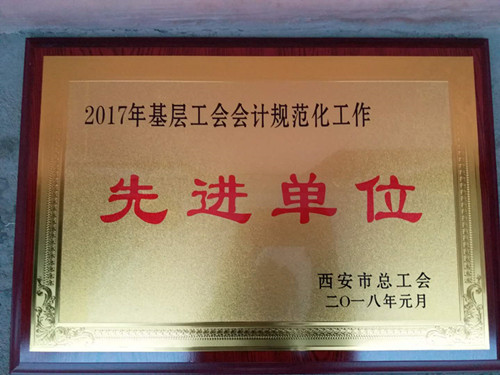 2017年基层工会会计规范化工作
先进单位
西安市总工会
二〇一八年元月